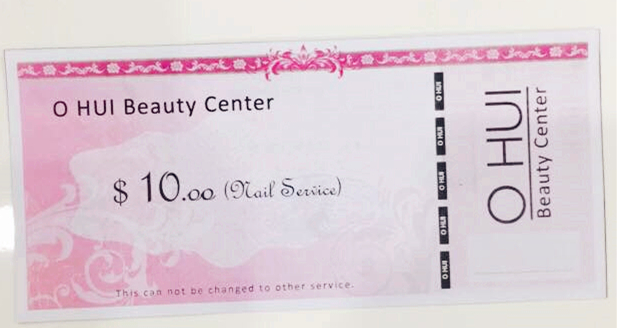 O HUI Beauty Center
$ 10.00 (Nail Service)
This can not be changed to other service.
O HUI
O HUI
O HUI
O HUI
O HUI
O HUI
Beauty Center